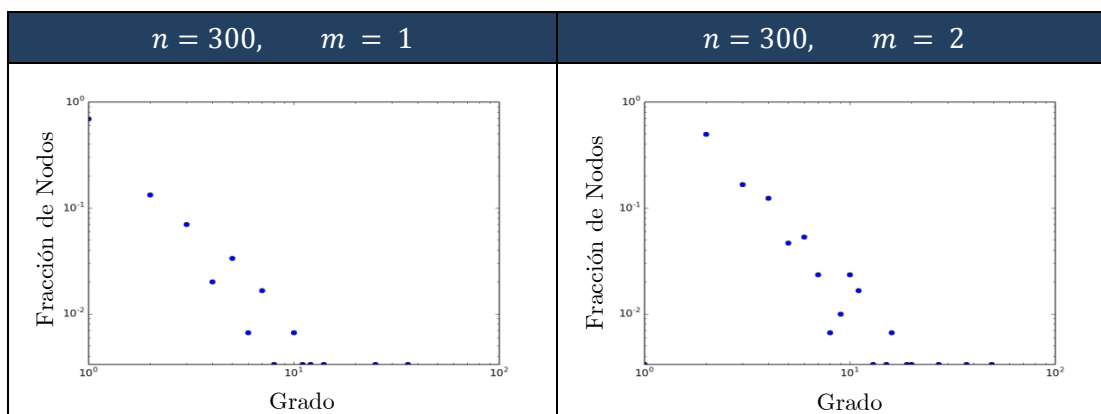 n = 300, m = 1
n = 300, m = 2
Fracción de Nodos
10⁰
10⁻¹
10⁻²
10⁰ 10¹ 10²
Grado
Fracción de Nodos
10⁰
10⁻¹
10⁻²
10⁰ 10¹ 10²
Grado